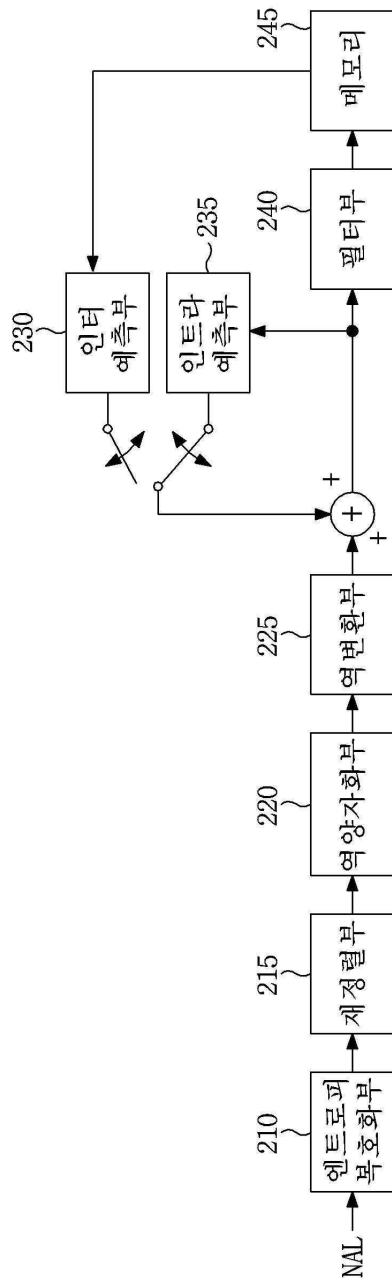 NAL
210
엔트로피
복호화부
215
재정렬부
220
역양자화부
225
역변환부
+
+
+
230
인터
예측부
235
인트라
예측부
240
필터부
245
메모리